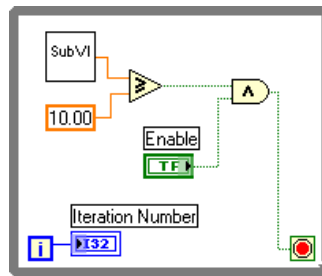 SubVI
≥
10.00
∧
Enable
TF
Iteration Number
i
I32